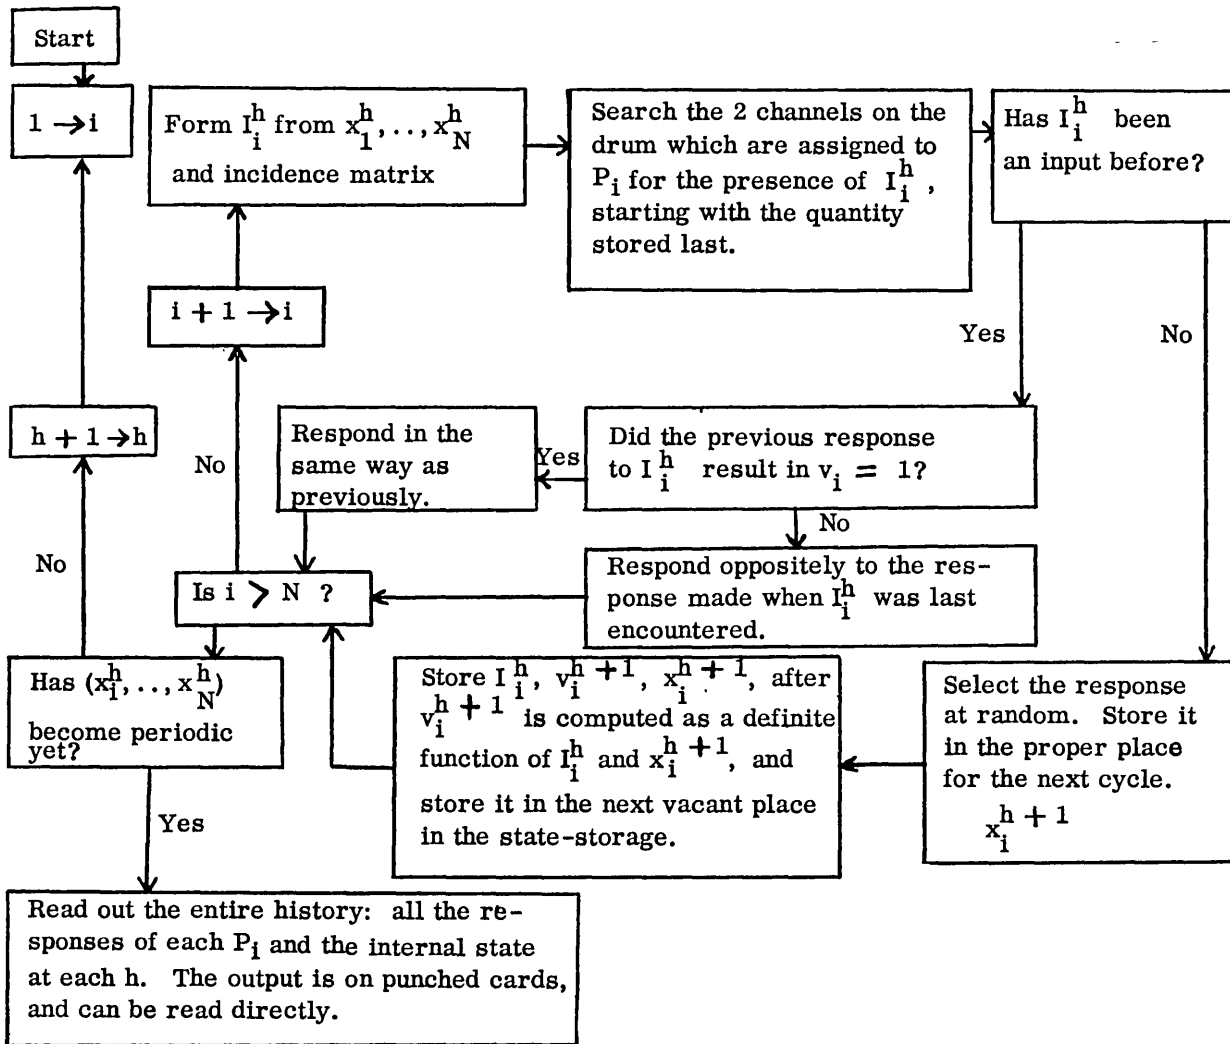 Start
1 → i
Form I_i^h from x_1^h, . . , x_N^h
and incidence matrix
Search the 2 channels on the
drum which are assigned to
P_i for the presence of I_i^h ,
starting with the quantity
stored last.
Has I_i^h been
an input before?
i + 1 → i
Yes
No
h + 1 → h
No
Respond in the
same way as
previously.
Yes
Did the previous response
to I_i^h result in v_i = 1?
No
No
Is i > N ?
Respond oppositely to the res-
ponse made when I_i^h was last
encountered.
Has (x_i^h, . . , x_N^h)
become periodic
yet?
Store I_i^h, v_i^{h + 1}, x_i^{h + 1}, after
v_i^{h + 1} is computed as a definite
function of I_i^h and x_i^{h + 1}, and
store it in the next vacant place
in the state-storage.
Select the response
at random. Store it
in the proper place
for the next cycle.
x_i^{h + 1}
Yes
Read out the entire history: all the re-
sponses of each P_i and the internal state
at each h. The output is on punched cards,
and can be read directly.